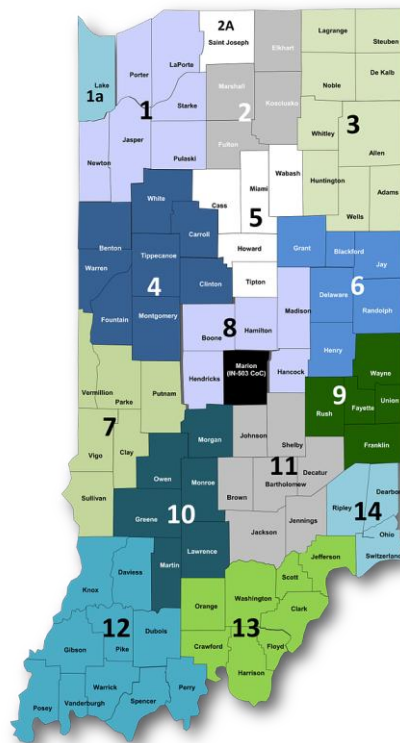 2A
Saint Joseph
Elkhart
Lagrange
Steuben
LaPorte
Porter
Lake
1a
1
Noble
De Kalb
Marshall
Kosciusko
2
Starke
3
Whitley
Allen
Jasper
Newton
Pulaski
Fulton
Wabash
Miami
Cass
Huntington
Adams
Wells
White
Carroll
5
Benton
Howard
Grant
Blackford
Jay
Warren
Tippecanoe
4
Clinton
Tipton
Delaware
6
Randolph
Madison
Fountain
Montgomery
8
Boone
Hamilton
Henry
Marion
(IN-503 CoC)
Hendricks
Hancock
Wayne
Vermillion
Parke
Putnam
9
Rush
Fayette
Union
7
Morgan
Johnson
Shelby
Franklin
Vigo
Clay
Owen
Monroe
11
Decatur
Bartholomew
Dearborn
Sullivan
Brown
Ripley
14
Greene
10
Jackson
Jennings
Ohio
Switzerland
Lawrence
Jefferson
Martin
Scott
Knox
Daviess
Orange
Washington
Clark
12
Dubois
Crawford
13
Floyd
Gibson
Pike
Harrison
Warrick
Perry
Posey
Vanderburgh
Spencer